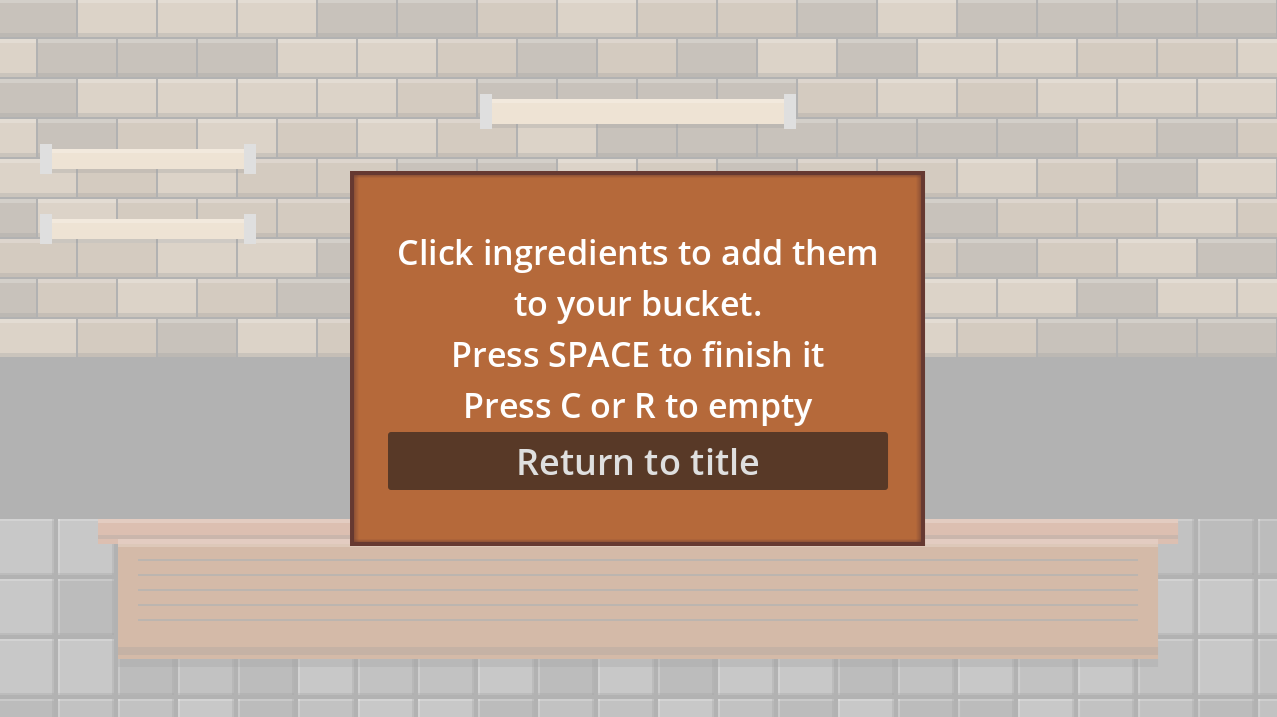 Click ingredients to add them
to your bucket.
Press SPACE to finish it
Press C or R to empty
Return to title